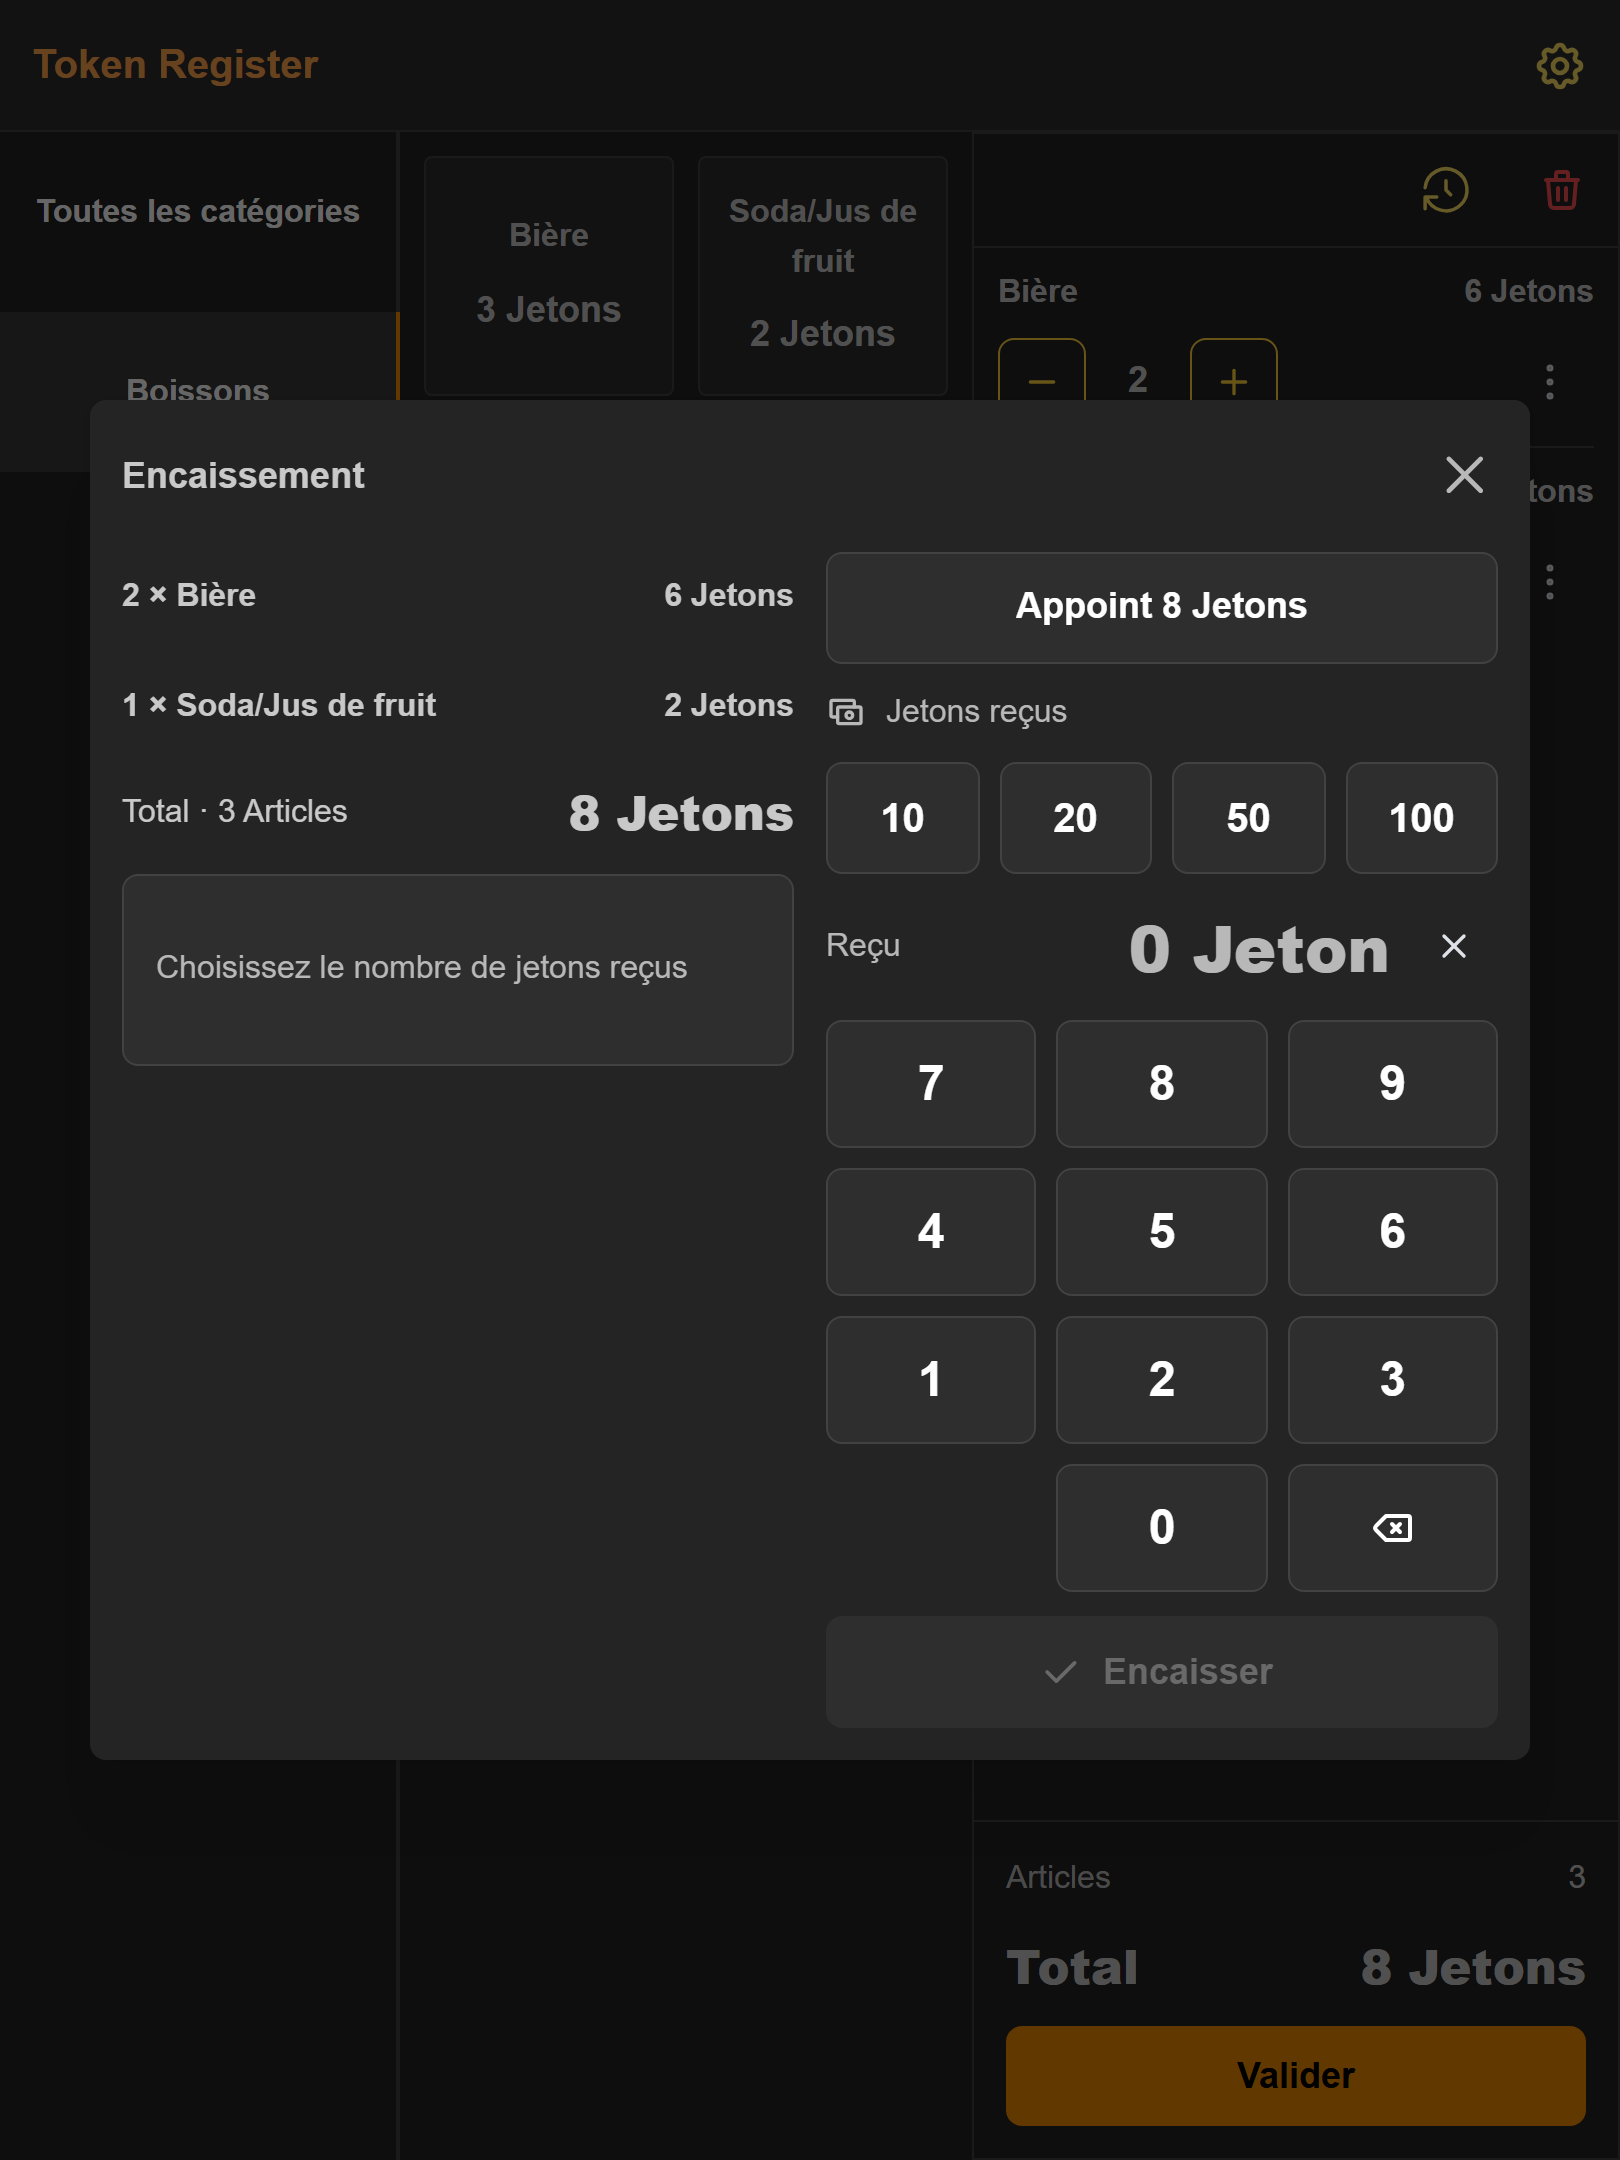 Token Register
Toutes les catégories
Boissons
Bière
3 Jetons
Soda/Jus de
fruit
2 Jetons
Bière 6 Jetons
2
tons
Encaissement
2 × Bière 6 Jetons
1 × Soda/Jus de fruit 2 Jetons
Total · 3 Articles 8 Jetons
Choisissez le nombre de jetons reçus
Appoint 8 Jetons
Jetons reçus
10 20 50 100
Reçu 0 Jeton
7 8 9
4 5 6
1 2 3
0
Encaisser
Articles 3
Total 8 Jetons
Valider